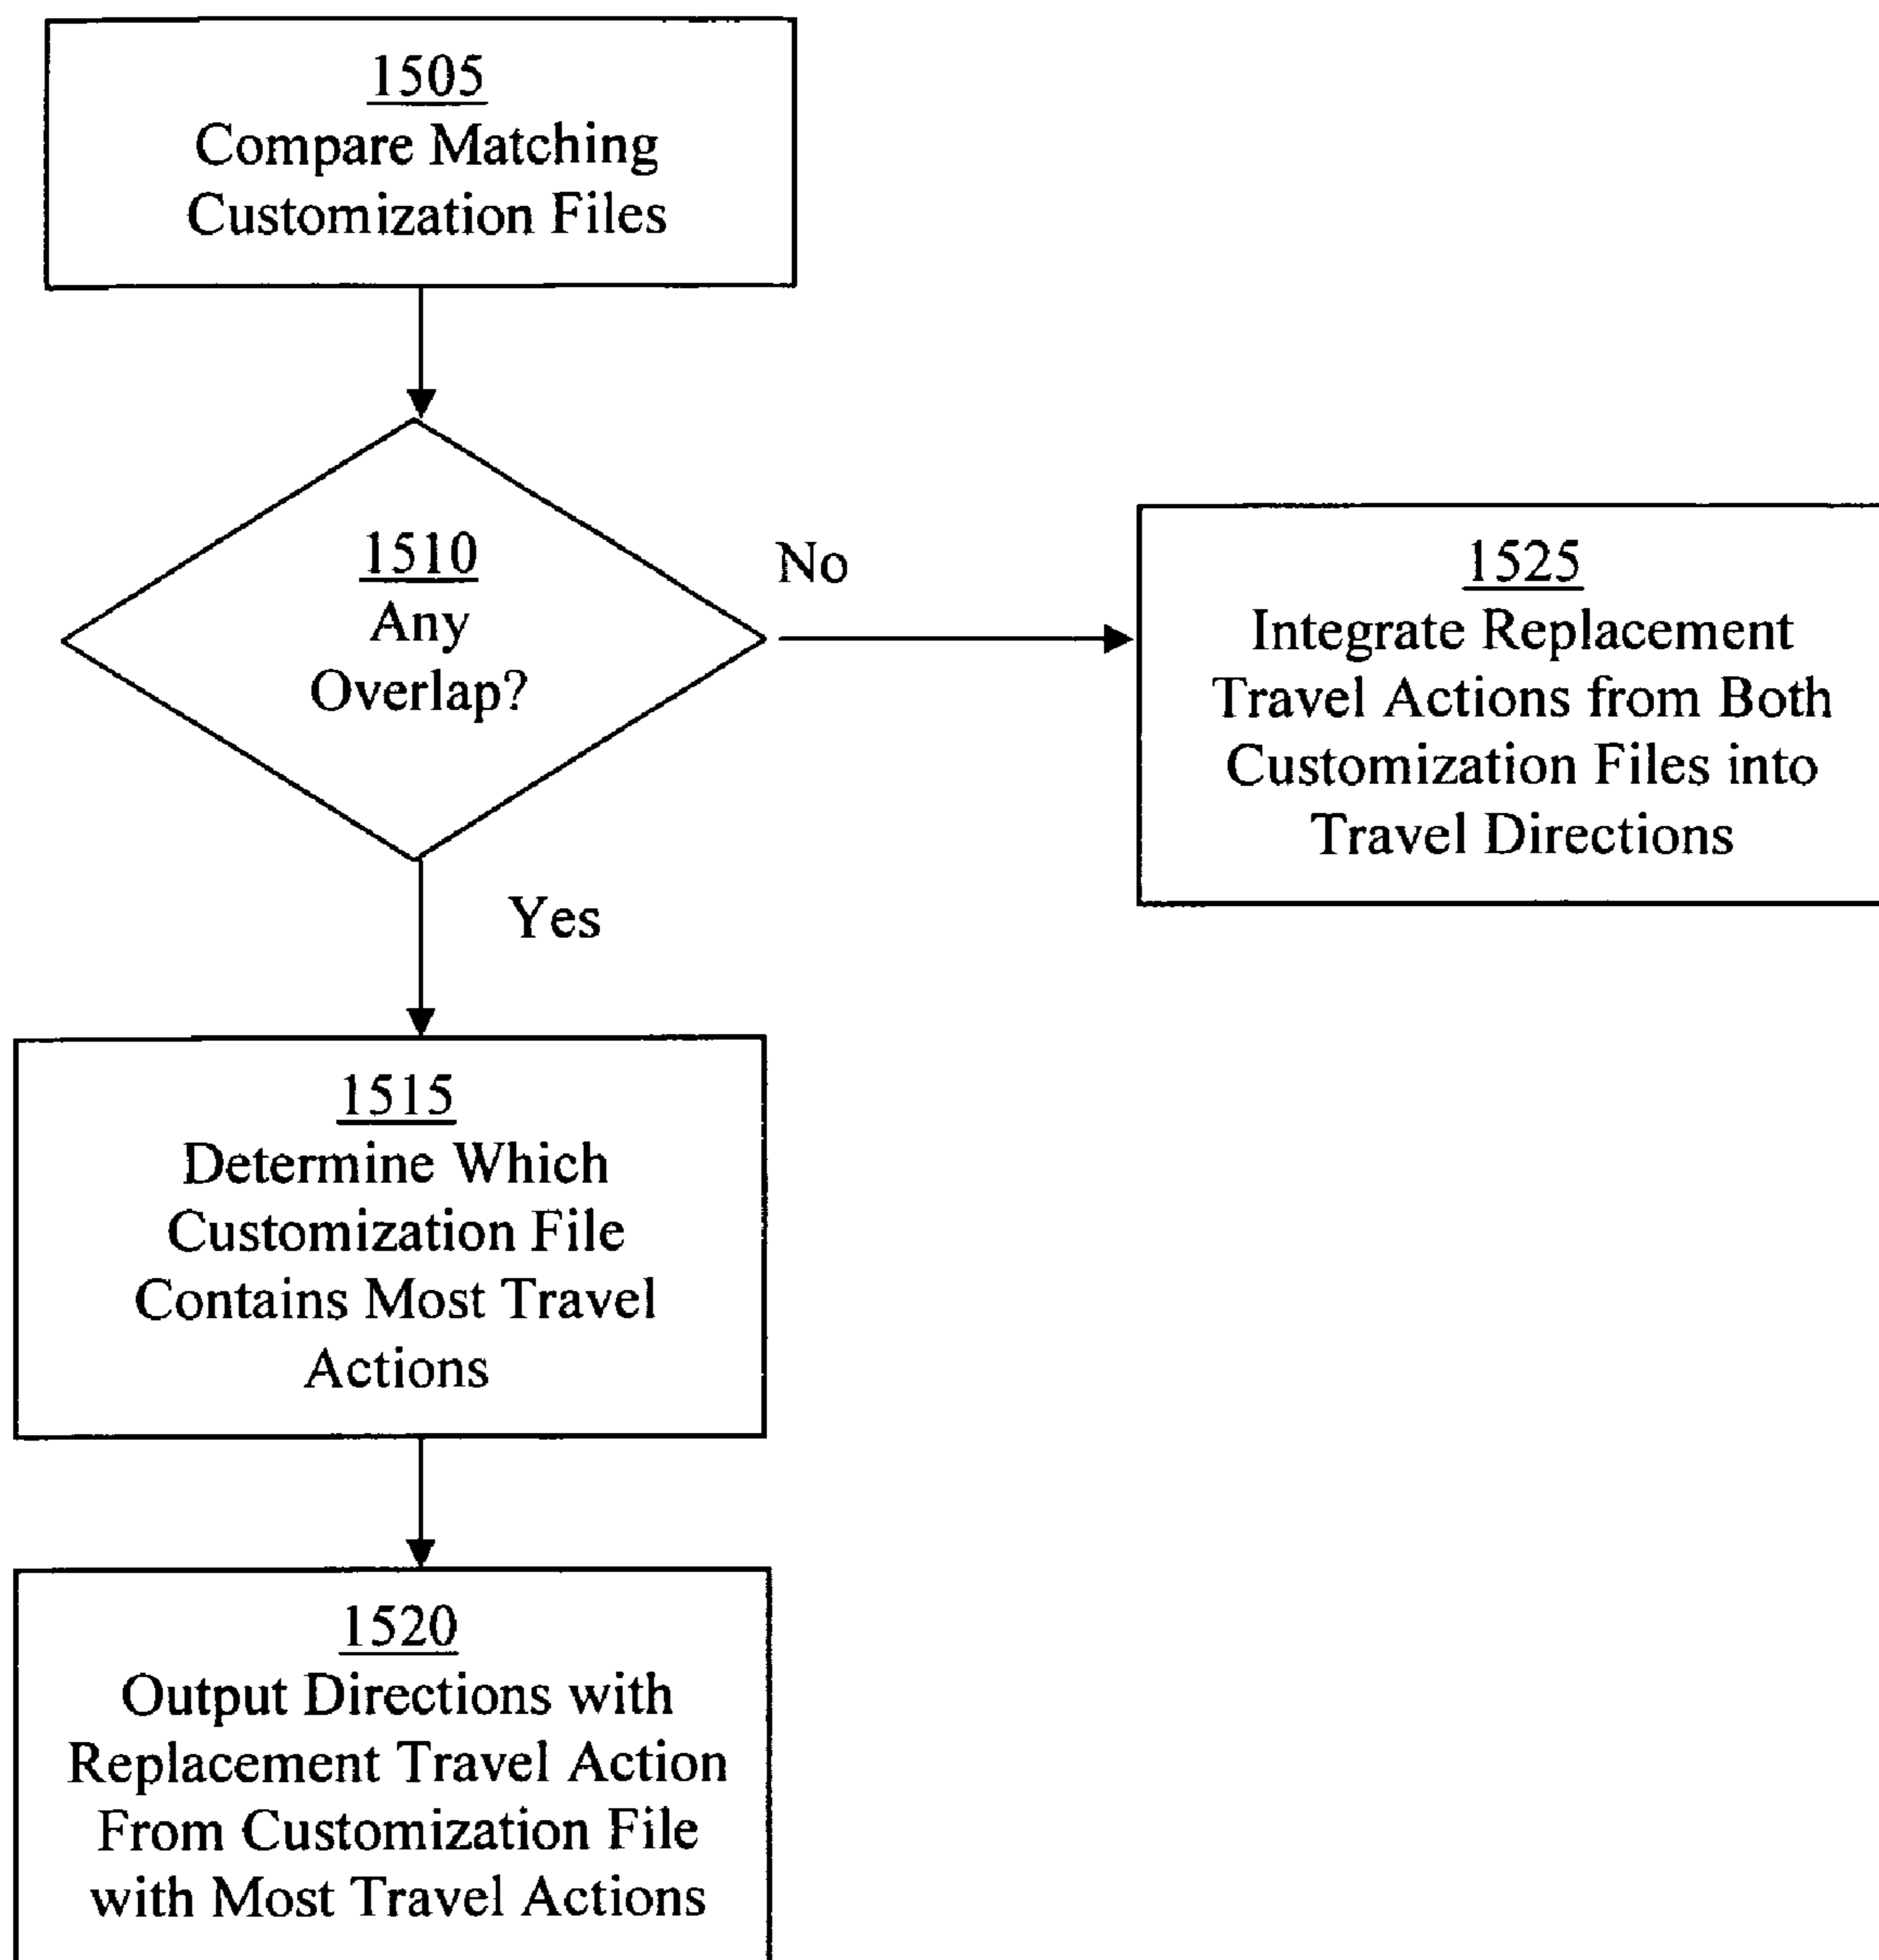 1505
Compare Matching
Customization Files
1510
Any
Overlap?
No
1525
Integrate Replacement
Travel Actions from Both
Customization Files into
Travel Directions
Yes
1515
Determine Which
Customization File
Contains Most Travel
Actions
1520
Output Directions with
Replacement Travel Action
From Customization File
with Most Travel Actions